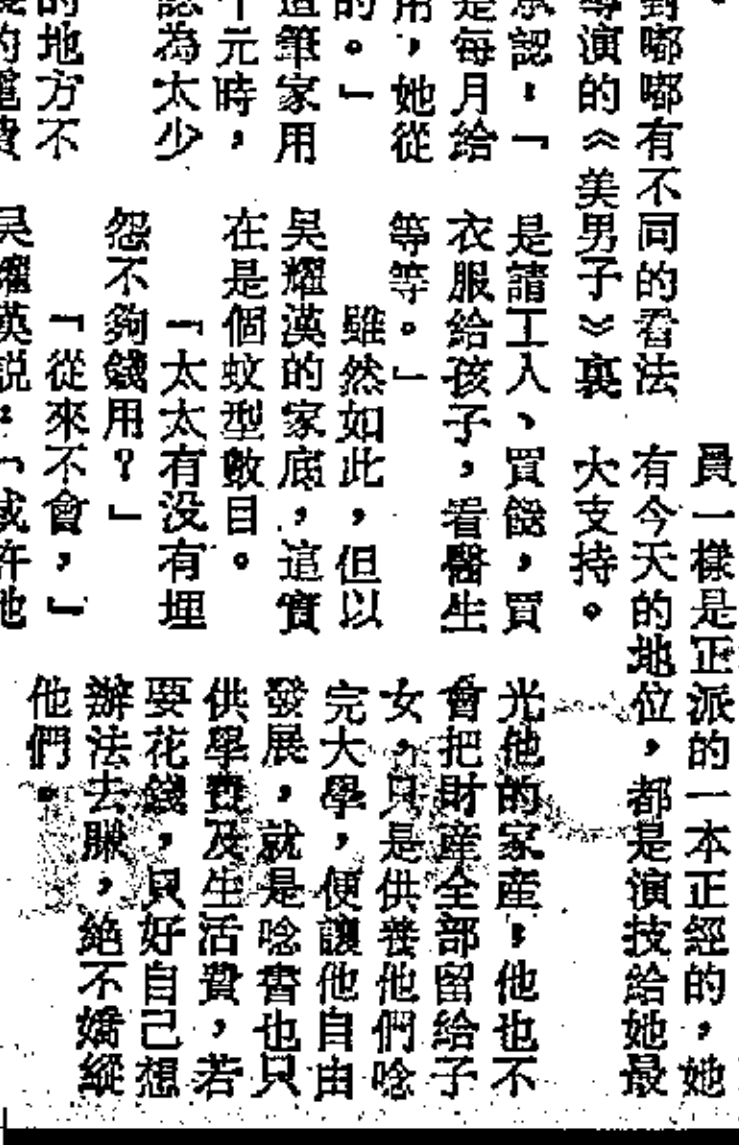 對嘟嘟有不同的看法
導演的《美男子》裏
承認：「
是每月給
用，她從
的。」
這筆家用
千元時，
認為太少
的地方不
是請工人、買餸，買
衣服給孩子，看醫生
等等。」
雖然如此，但以
吳耀漢的家底，這實
在是個蚊型數目。
「太太有没有埋
怨不夠錢用？」
「從來不會，」
説：「或許他
員一樣是正派的一本正經的，她
有今天的地位，都是演技給她最
大支持。
光他的家產，他也不
會把財產全部留給子
女，只是供養他們唸
完大學，便讓他自由
發展，就是唸書也只
供學費及生活費，若
要花錢，只好自己想
辦法去賺，絕不嬌縱
他們。